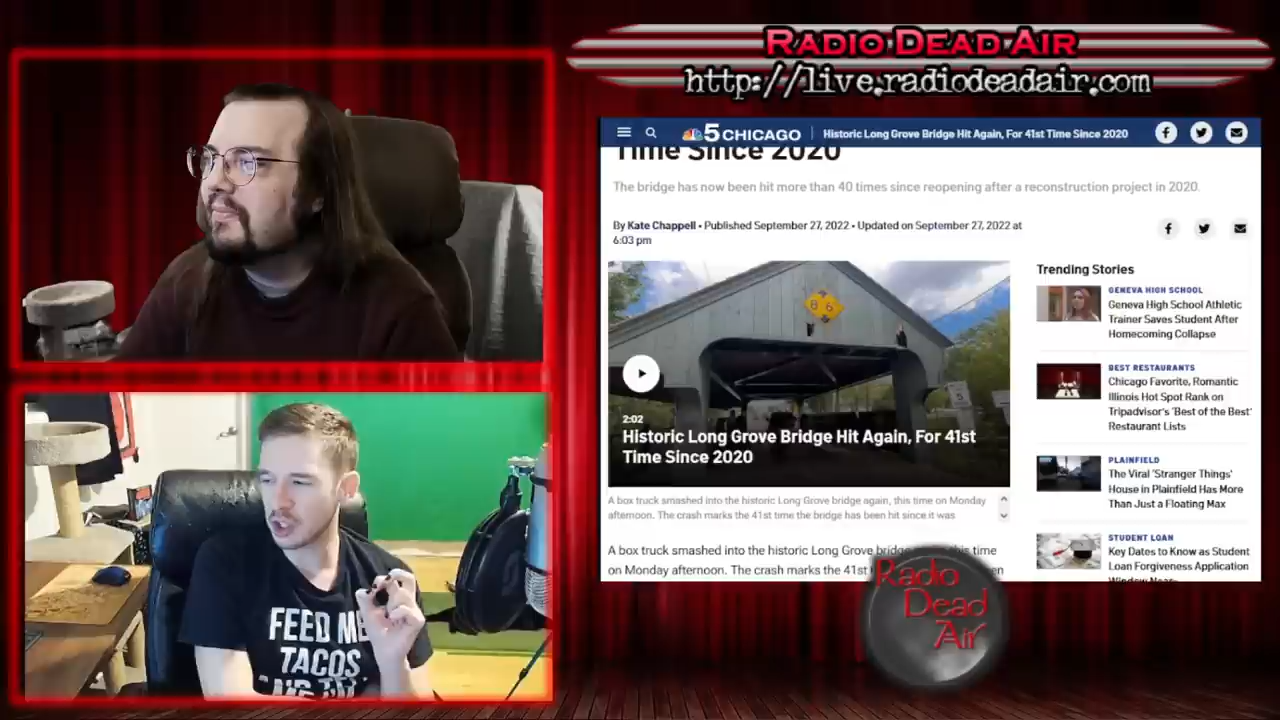 RADIO DEAD AIR
http://live.radiodeadair.com
5 CHICAGO
Historic Long Grove Bridge Hit Again, For 41st Time Since 2020
Time Since 2020
The bridge has now been hit more than 40 times since reopening after a reconstruction project in 2020.
By Kate Chappell • Published September 27, 2022 • Updated on September 27, 2022 at
6:03 pm
8 6
2:02
Historic Long Grove Bridge Hit Again, For 41st
Time Since 2020
A box truck smashed into the historic Long Grove bridge again, this time on Monday
afternoon. The crash marks the 41st time the bridge has been hit since it was
A box truck smashed into the historic Long Grove bridge again, this time
on Monday afternoon. The crash marks the 41st
Trending Stories
GENEVA HIGH SCHOOL
Geneva High School Athletic
Trainer Saves Student After
Homecoming Collapse
BEST RESTAURANTS
Chicago Favorite, Romantic
Illinois Hot Spot Rank on
Tripadvisor's 'Best of the Best'
Restaurant Lists
PLAINFIELD
The Viral 'Stranger Things'
House in Plainfield Has More
Than Just a Floating Max
STUDENT LOAN
Key Dates to Know as Student
Loan Forgiveness Application
Window Nears
Radio
Dead
Air
FEED ME
TACOS